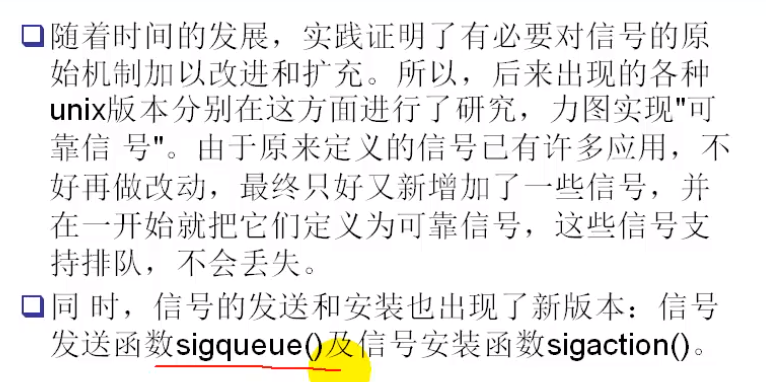 随着时间的发展，实践证明了有必要对信号的原
始机制加以改进和扩充。所以，后来出现的各种
unix版本分别在这方面进行了研究，力图实现"可
靠信 号"。由于原来定义的信号已有许多应用，不
好再做改动，最终只好又新增加了一些信号，并
在一开始就把它们定义为可靠信号，这些信号支
持排队，不会丢失。
同 时，信号的发送和安装也出现了新版本：信号
发送函数sigqueue()及信号安装函数sigaction()。